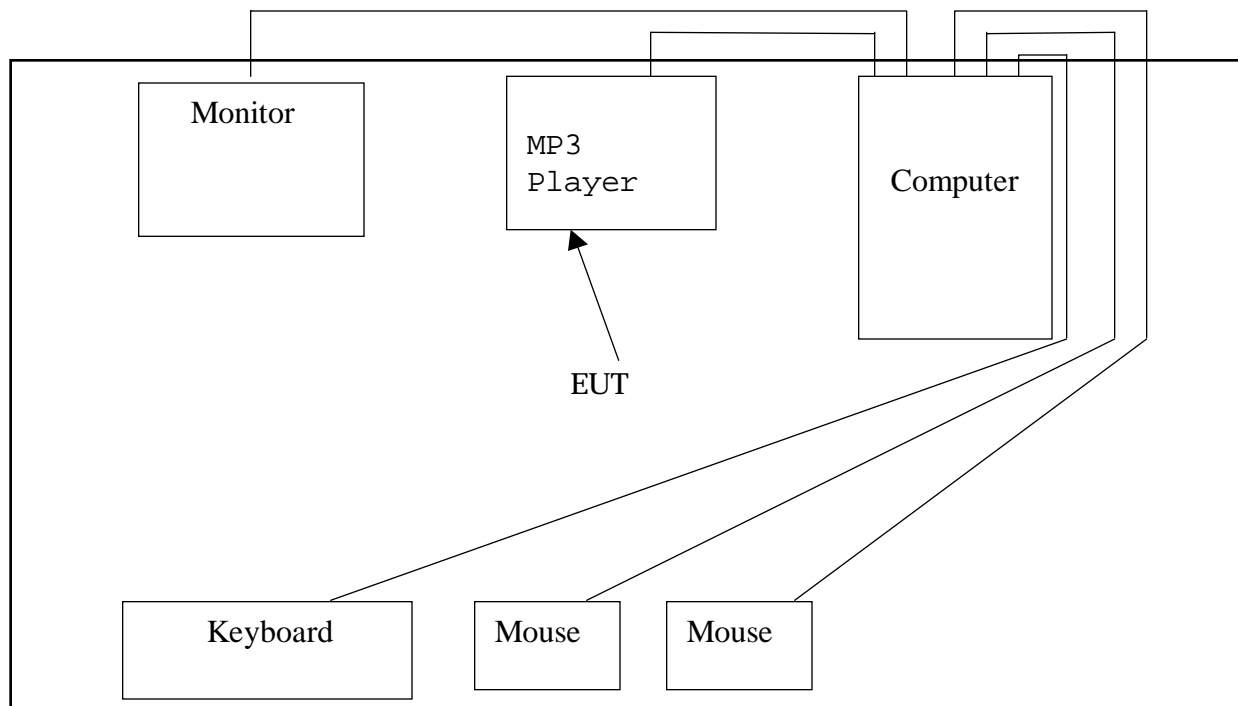 Monitor
MP3
Player
Computer
EUT
Keyboard
Mouse
Mouse